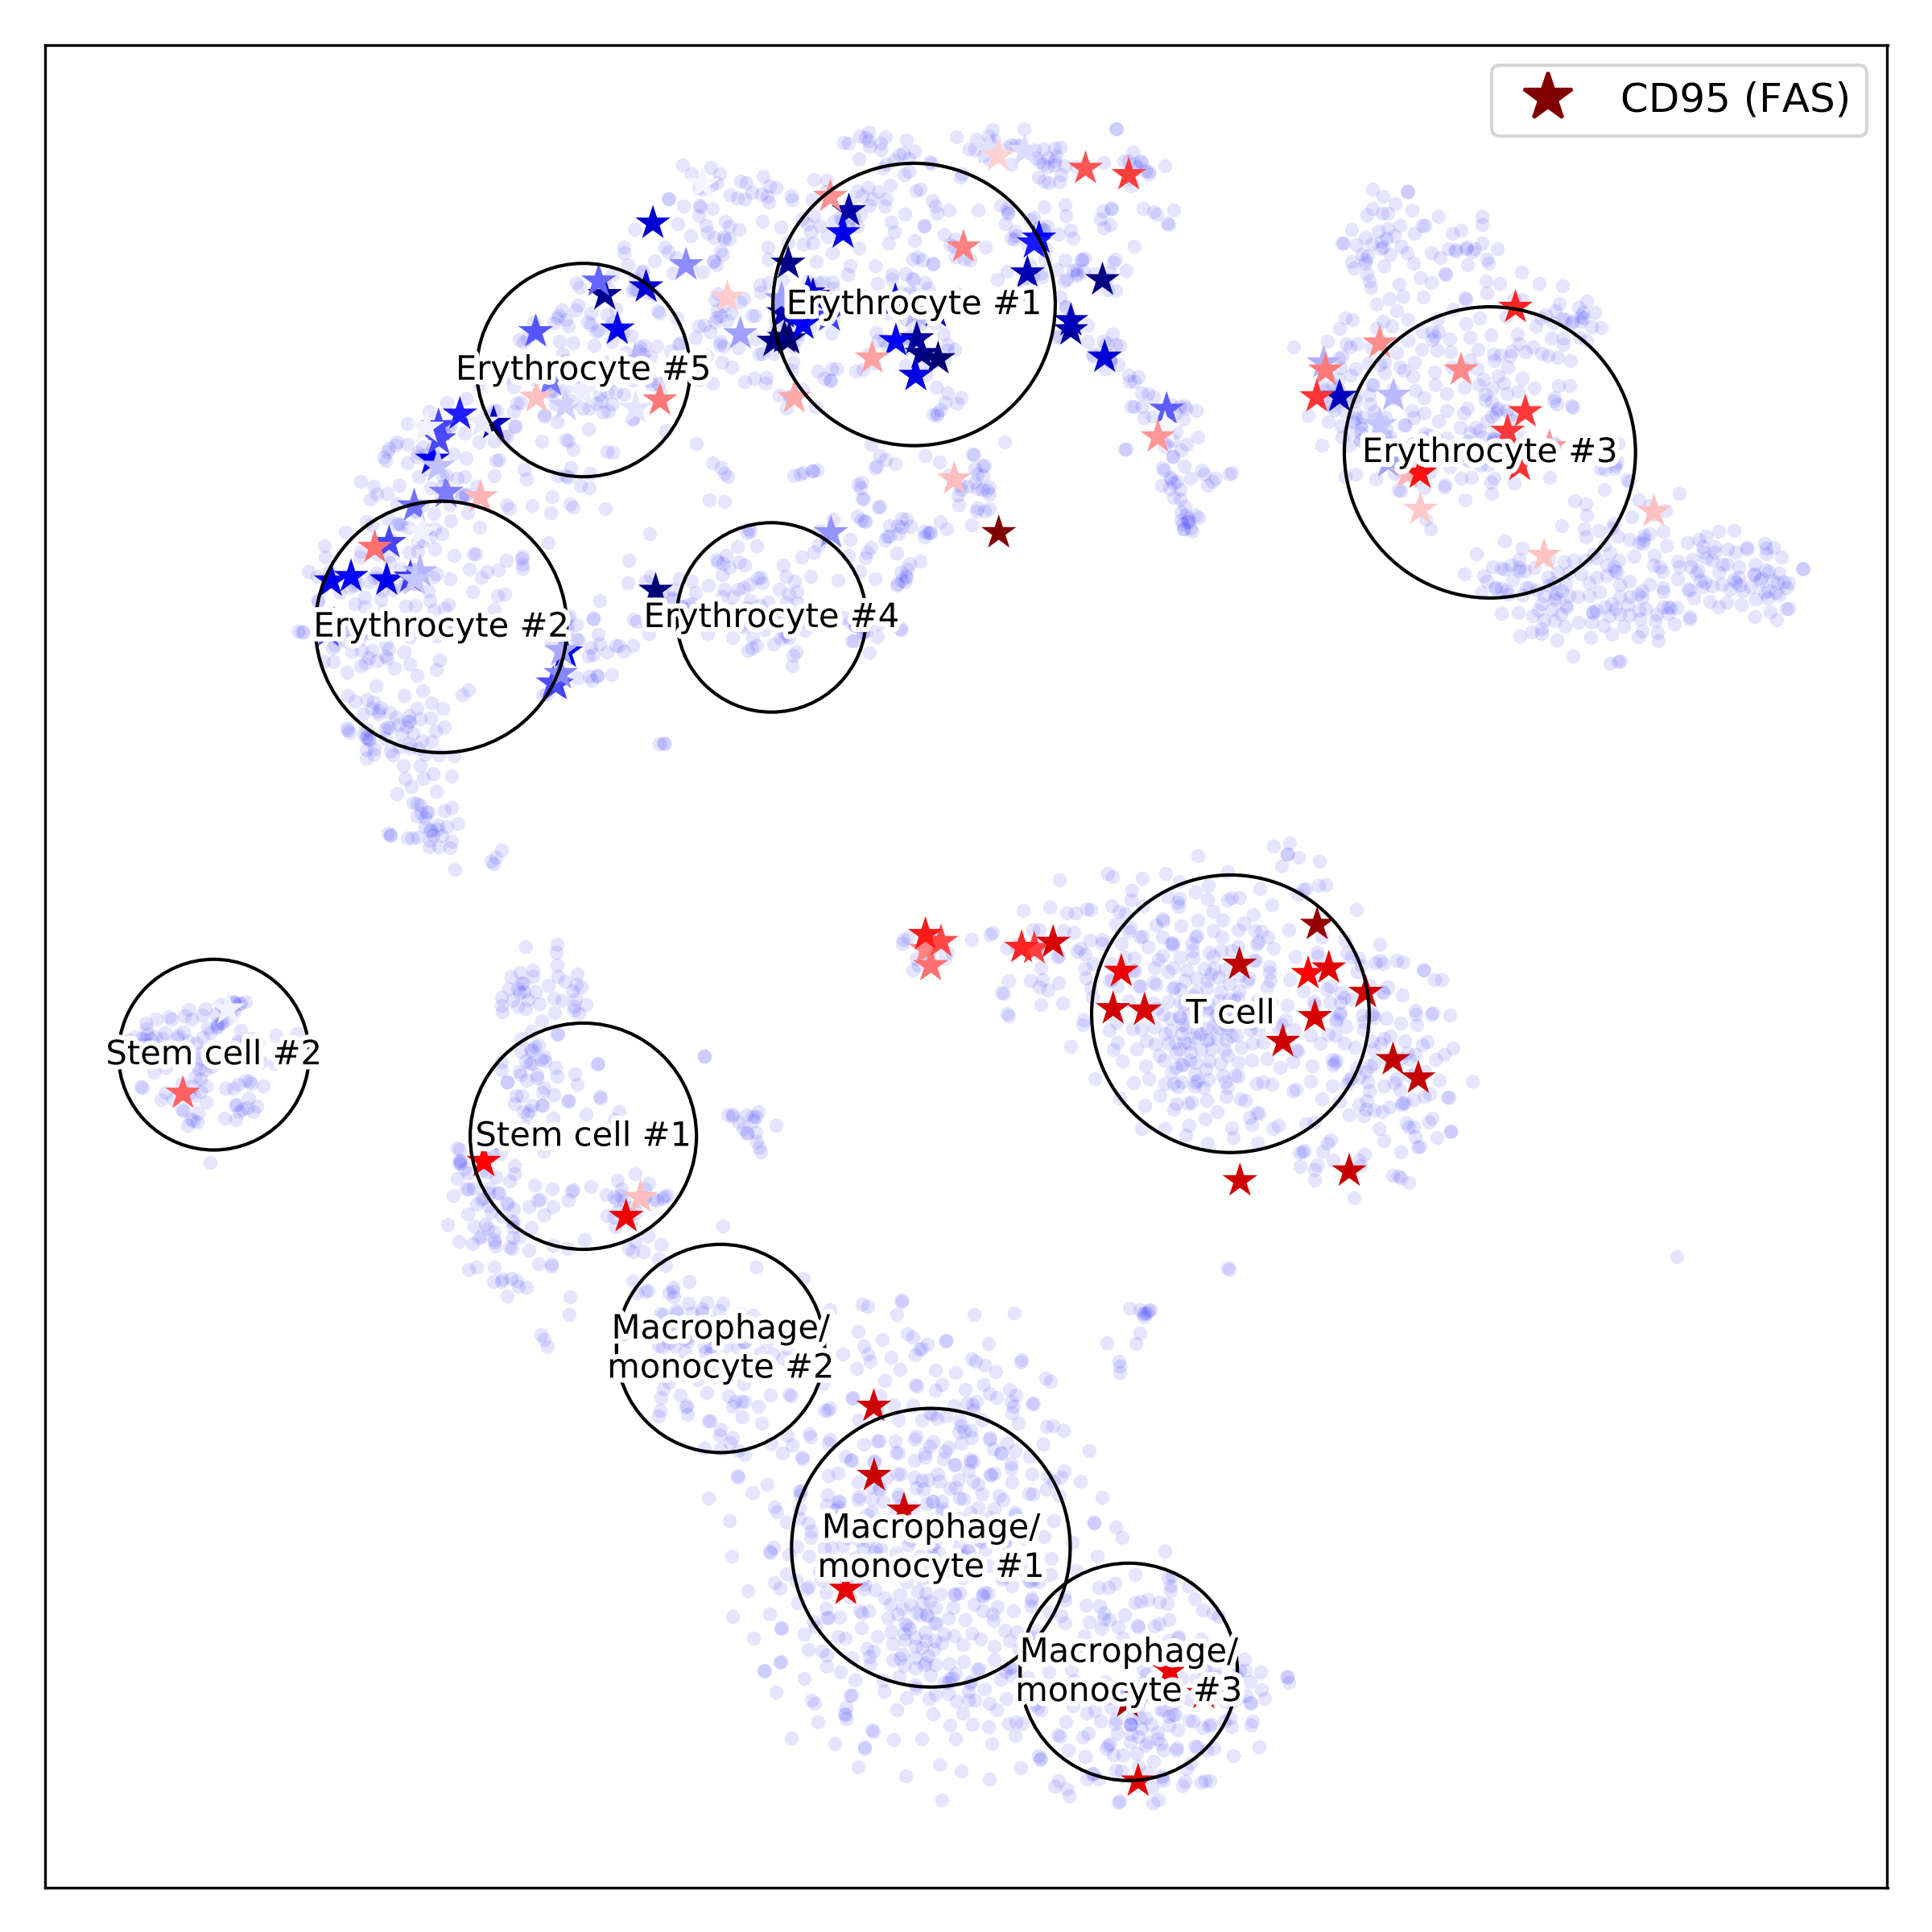 CD95 (FAS)
Erythrocyte #1
Erythrocyte #5
Erythrocyte #3
Erythrocyte #4
Erythrocyte #2
T cell
Stem cell #2
Stem cell #1
Macrophage/
monocyte #2
Macrophage/
monocyte #1
Macrophage/
monocyte #3